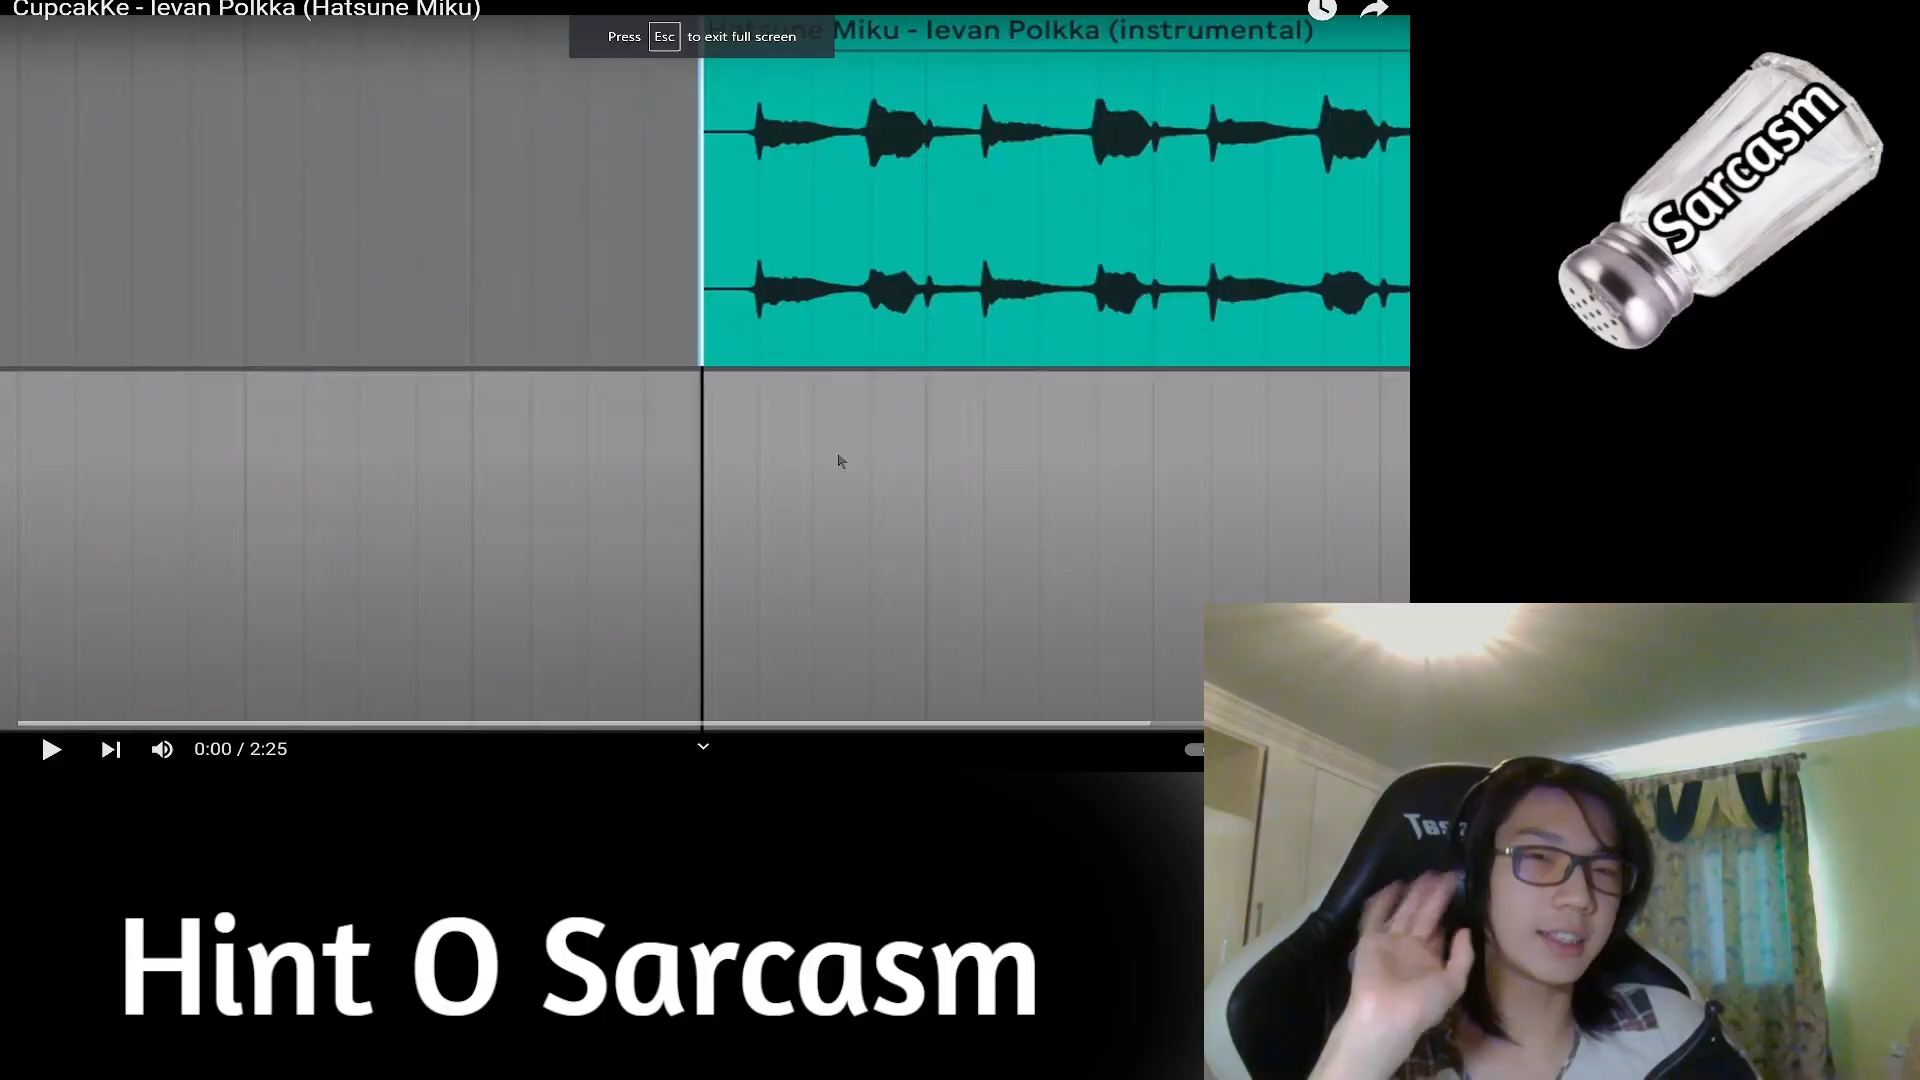 CupcakKe - Ievan Polkka (Hatsune Miku)
Press Esc to exit full screen
Miku - Ievan Polkka (instrumental)
Sarcasm
0:00 / 2:25
Hint O Sarcasm